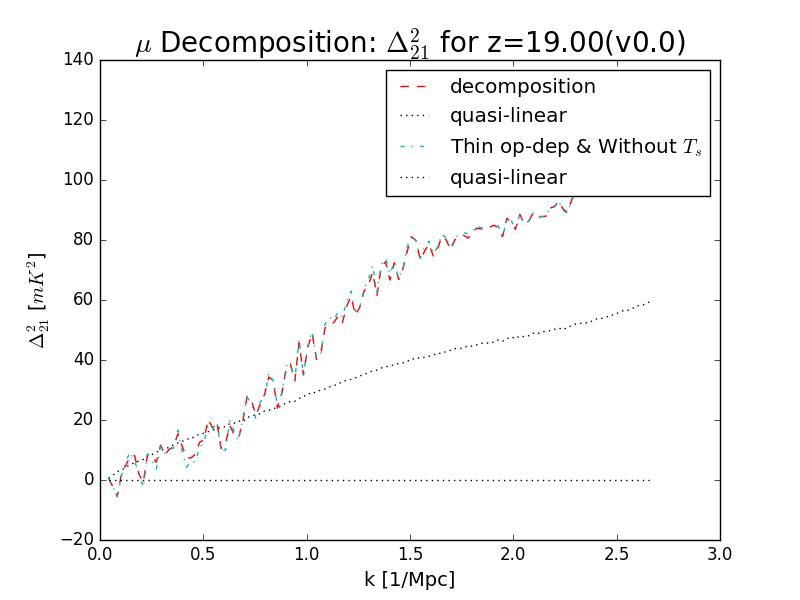 μ Decomposition: Δ²₂₁ for z=19.00(v0.0)
140
120
100
80
60
40
20
0
−20
Δ²₂₁ [mK²]
decomposition
quasi-linear
Thin op-dep & Without Tₛ
quasi-linear
0.0 0.5 1.0 1.5 2.0 2.5 3.0
k [1/Mpc]